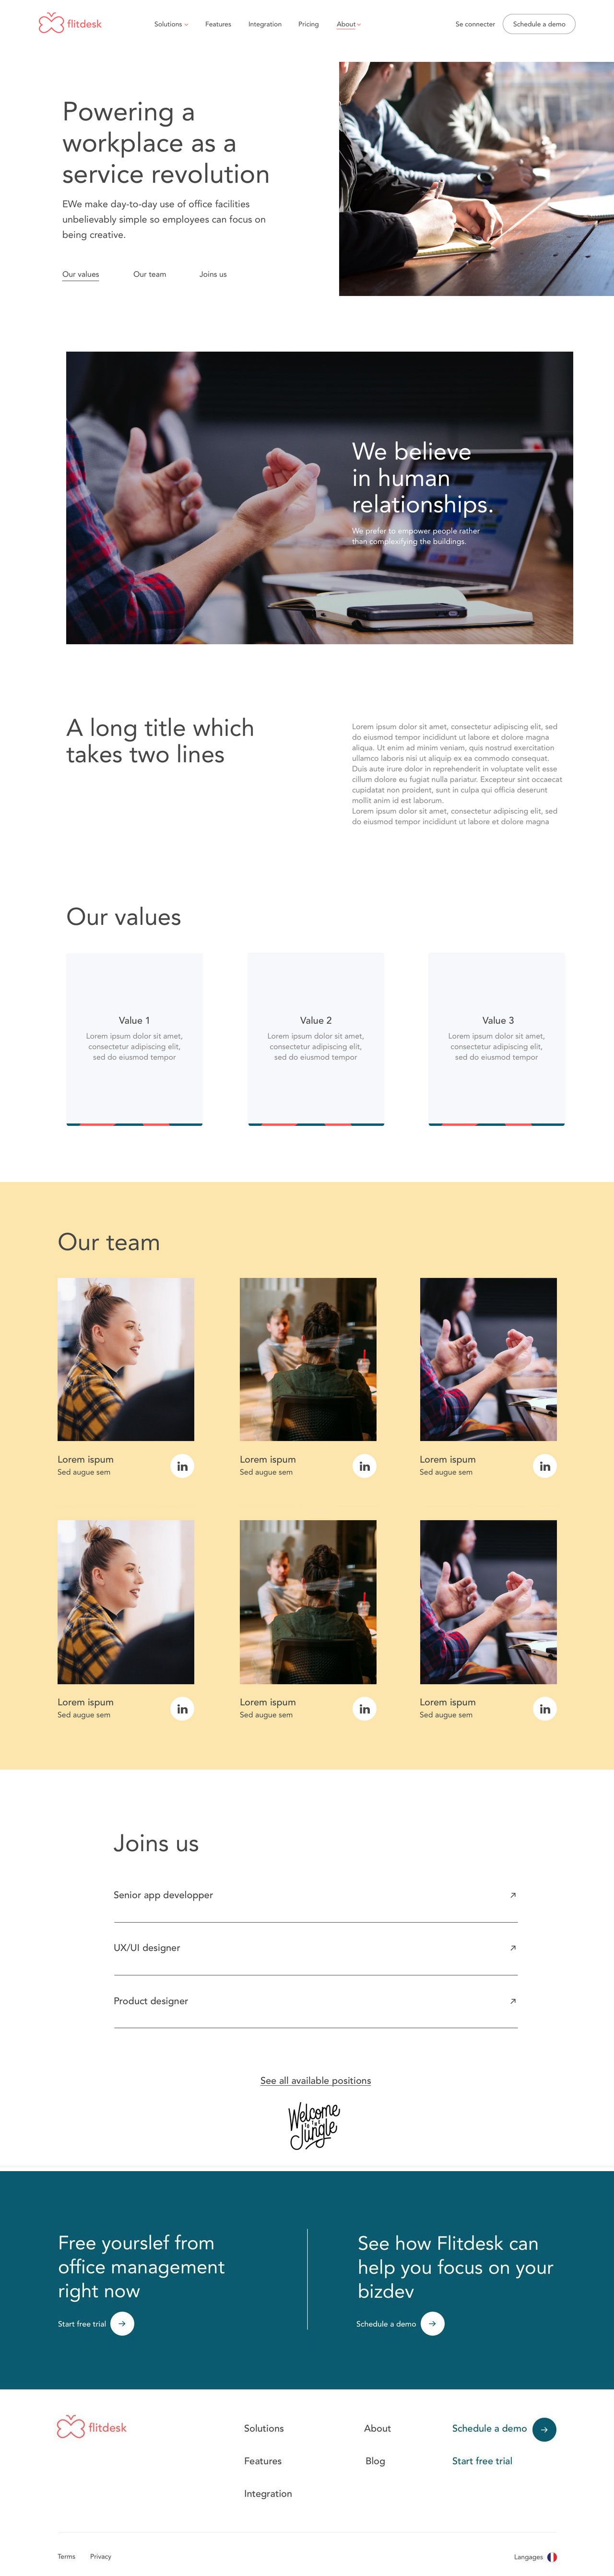 flitdesk
Solutions
Features
Integration
Pricing
About
Se connecter
Schedule a demo
Powering a
workplace as a
service revolution
EWe make day-to-day use of office facilities
unbelievably simple so employees can focus on
being creative.
Our values
Our team
Joins us
We believe
in human
relationships.
We prefer to empower people rather
than complexifying the buildings.
A long title which
takes two lines
Lorem ipsum dolor sit amet, consectetur adipiscing elit, sed
do eiusmod tempor incididunt ut labore et dolore magna
aliqua. Ut enim ad minim veniam, quis nostrud exercitation
ullamco laboris nisi ut aliquip ex ea commodo consequat.
Duis aute irure dolor in reprehenderit in voluptate velit esse
cillum dolore eu fugiat nulla pariatur. Excepteur sint occaecat
cupidatat non proident, sunt in culpa qui officia deserunt
mollit anim id est laborum.
Lorem ipsum dolor sit amet, consectetur adipiscing elit, sed
do eiusmod tempor incididunt ut labore et dolore magna
Our values
Value 1
Lorem ipsum dolor sit amet,
consectetur adipiscing elit,
sed do eiusmod tempor
Value 2
Lorem ipsum dolor sit amet,
consectetur adipiscing elit,
sed do eiusmod tempor
Value 3
Lorem ipsum dolor sit amet,
consectetur adipiscing elit,
sed do eiusmod tempor
Our team
Lorem ispum
Sed augue sem
in
Lorem ispum
Sed augue sem
in
Lorem ispum
Sed augue sem
in
Lorem ispum
Sed augue sem
in
Lorem ispum
Sed augue sem
in
Lorem ispum
Sed augue sem
in
Joins us
Senior app developper
UX/UI designer
Product designer
See all available positions
Welcome
to the
Jungle
Free yourslef from
office management
right now
Start free trial
See how Flitdesk can
help you focus on your
bizdev
Schedule a demo
flitdesk
Solutions
Features
Integration
About
Blog
Schedule a demo
Start free trial
Terms
Privacy
Langages